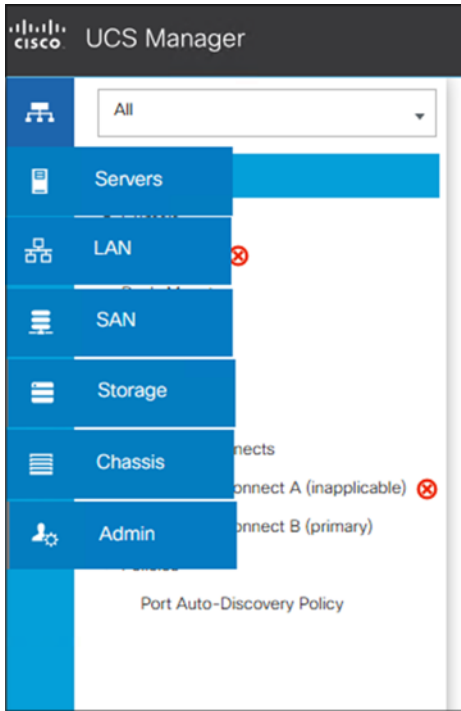 CISCO UCS Manager
All
Servers
LAN
SAN
Storage
Chassis
nects
onnect A (inapplicable)
Admin
onnect B (primary)
Port Auto-Discovery Policy